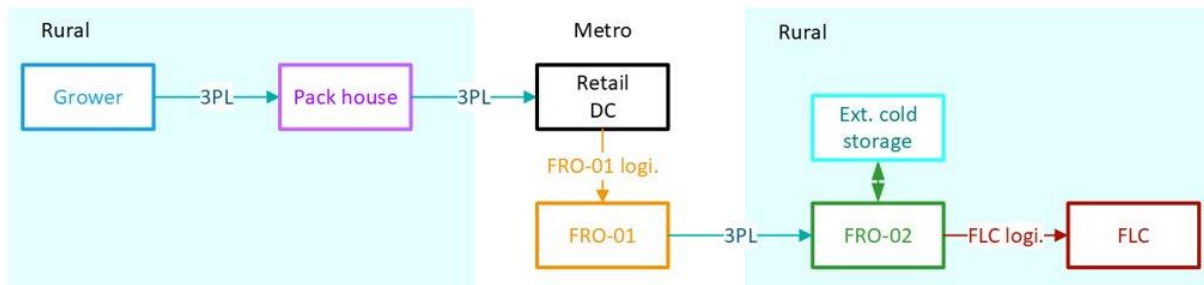 Rural
Metro
Rural
Grower
3PL
Pack house
3PL
Retail
DC
Ext. cold
storage
FRO-01 logi.
FRO-01
3PL
FRO-02
FLC logi.
FLC